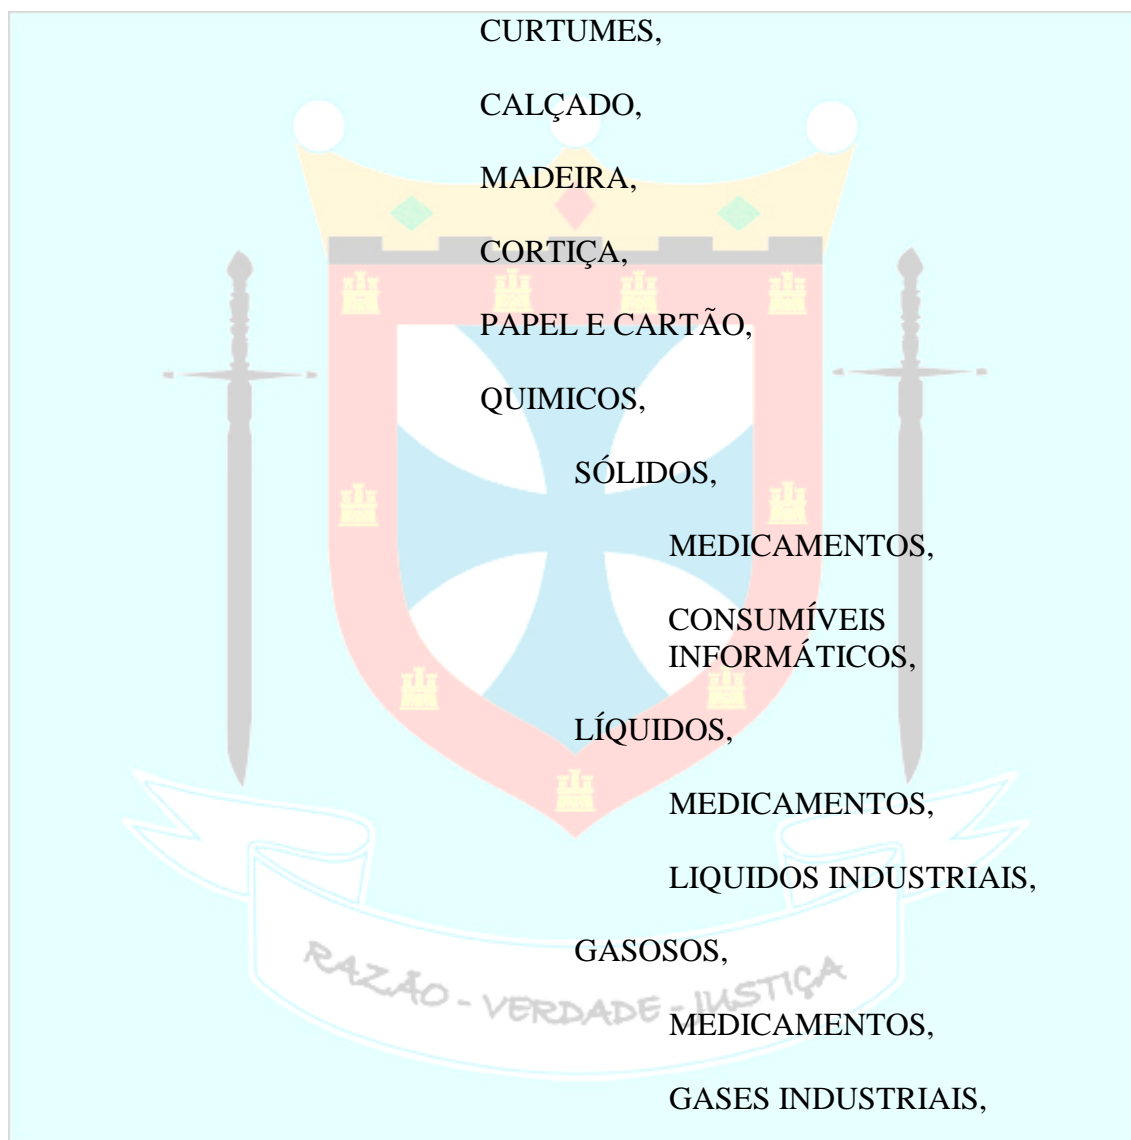 CURTUMES,
CALÇADO,
MADEIRA,
CORTIÇA,
PAPEL E CARTÃO,
QUIMICOS,
SÓLIDOS,
MEDICAMENTOS,
CONSUMÍVEIS
INFORMÁTICOS,
LÍQUIDOS,
MEDICAMENTOS,
LIQUIDOS INDUSTRIAIS,
GASOSOS,
RAZÃO - VERDADE - JUSTIÇA
MEDICAMENTOS,
GASES INDUSTRIAIS,